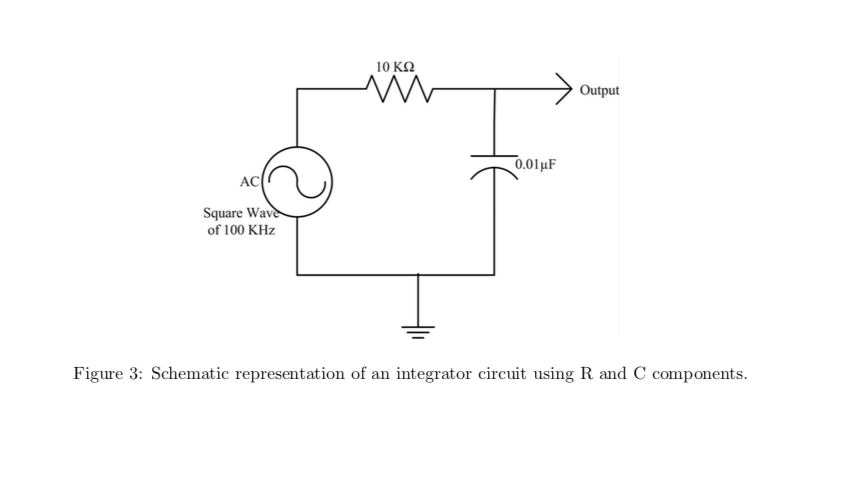 10 KΩ
Output
0.01μF
AC
Square Wave
of 100 KHz
Figure 3: Schematic representation of an integrator circuit using R and C components.